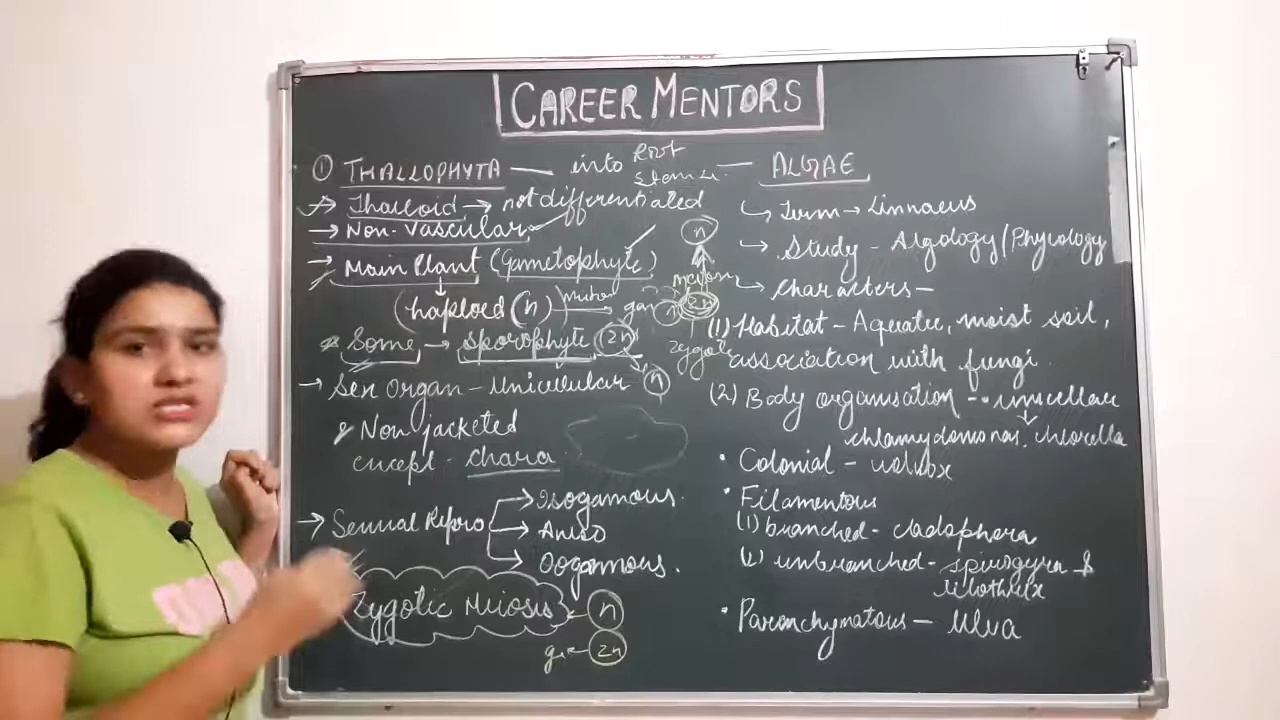 CAREER MENTORS
① THALLOPHYTA — into Root
Stem
→ Thalloid → not differentiated
→ Non-Vascular
→ Main Plant (Gametophyte)
(haploid (n)
→ gam n
* Some → sporophyte (2n)
n
→ Sex Organ - Unicellular n
& Non jacketed
except - chara
→ Sexual Repro
→ Isogamous.
→ Aniso
→ Oogamous.
Zygotic Meiosis n
2n
n
2n
— ALGAE
Term → Linnaeus
→ Study - Algology/Phycology
→ Characters -
(1) Habitat - Aquatic, moist soil,
association with fungi.
(2) Body organisation -
chlamydomonas. chlorella
• Colonial - volvox
• Filamentous
(1) branched - cladophora
(2) unbranched - spirogyra &
ulothrix
• Parenchymatous - Ulva